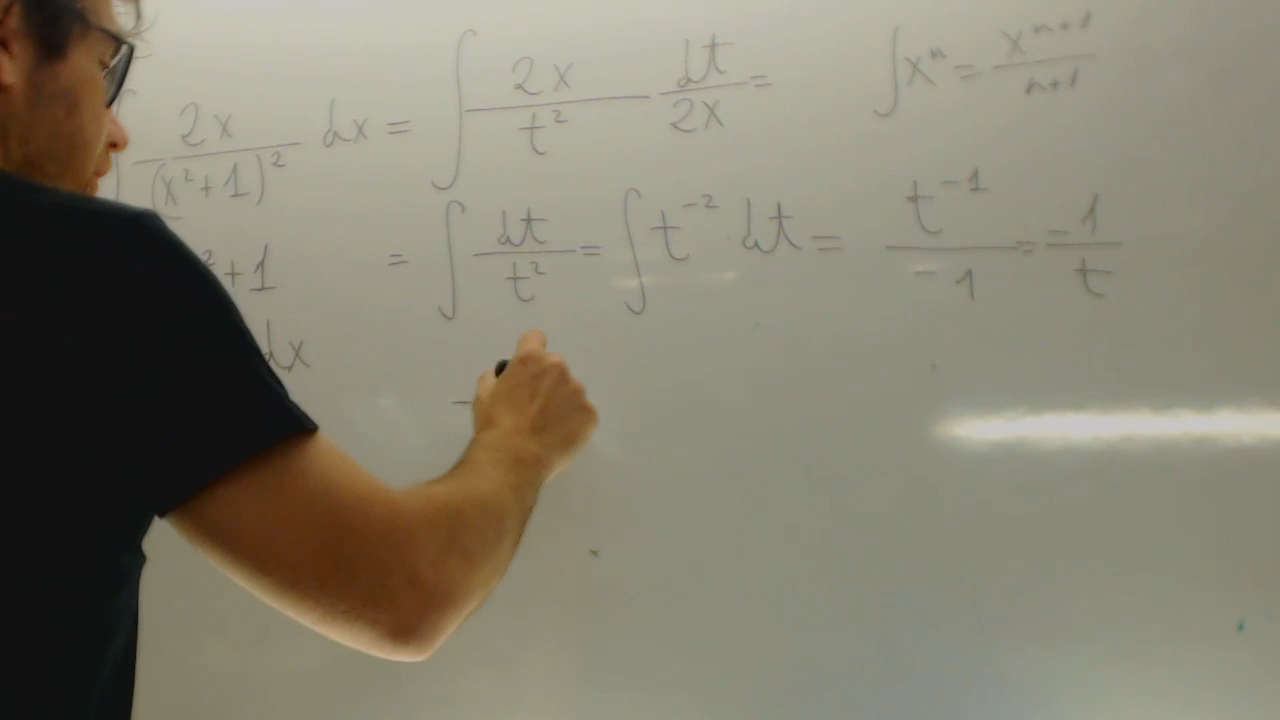 ∫ 2x/(x²+1)² dx = ∫ 2x/t² dt/2x =
∫xⁿ = xⁿ⁺¹/n+1
= ∫ dt/t² = ∫ t⁻² dt = t⁻¹/-1 = -1/t
²+1
dx